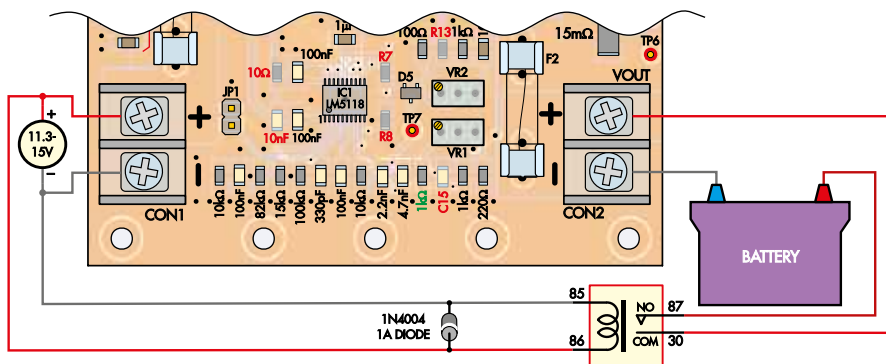 1µ
100nF
10Ω
JP1
10nF
100nF
IC1
LM5118
1
R7
R8
100Ω
R13
1kΩ
D5
VR2
TP7
VR1
F2
15mΩ
TP6
VOUT
+
11.3-
15V
–
+
–
+
–
CON1
CON2
10kΩ
100nF
82kΩ
15kΩ
100kΩ
330pF
100nF
10kΩ
2.2nF
4.7nF
1kΩ
C15
1kΩ
220Ω
BATTERY
1N4004
1A DIODE
85
86
NO
87
COM
30